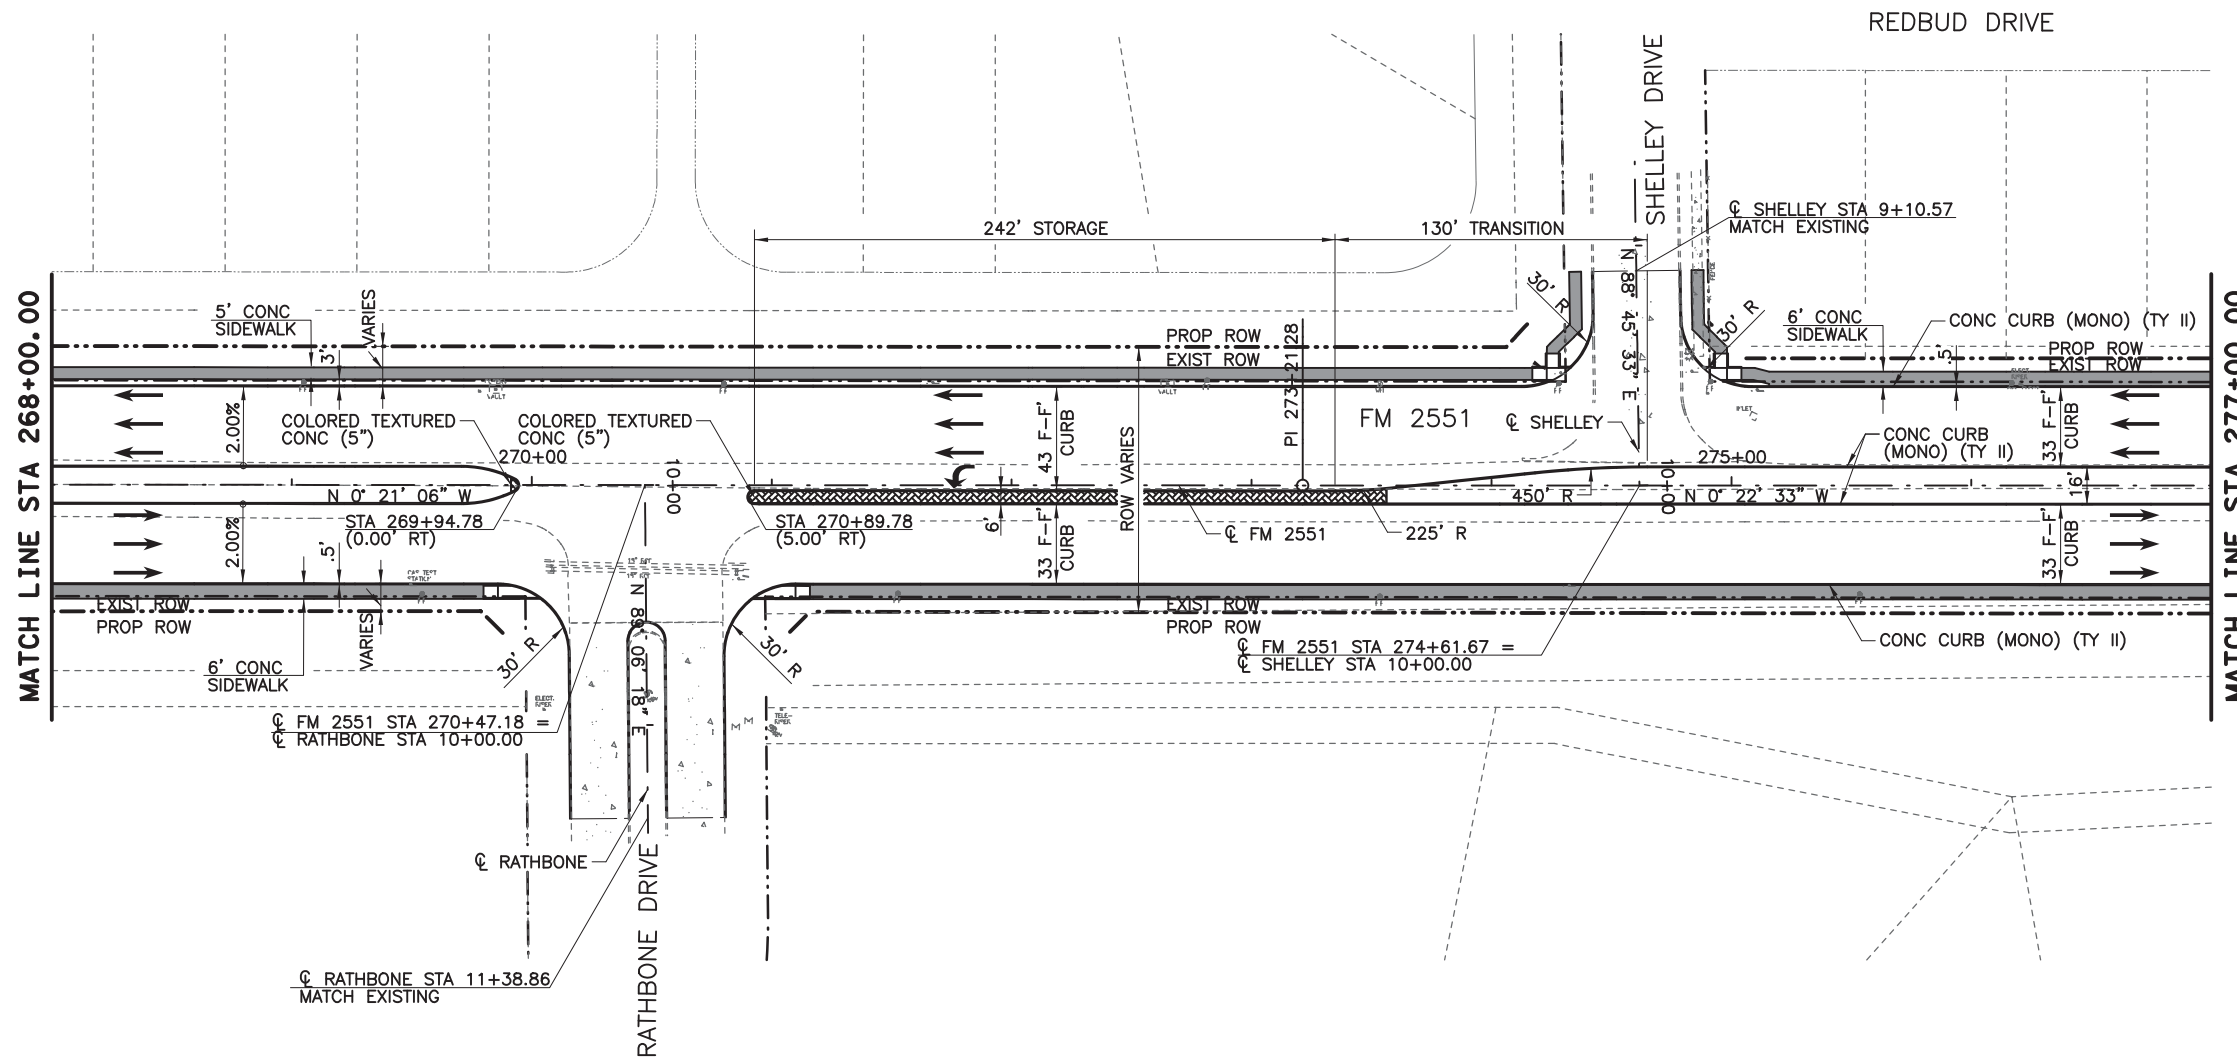 REDBUD DRIVE
SHELLEY DRIVE
242' STORAGE
130' TRANSITION
℄ SHELLEY STA 9+10.57
MATCH EXISTING
MATCH LINE STA 268+00.00
MATCH LINE STA 277+00.00
5' CONC
SIDEWALK
VARIES
3'
PROP ROW
EXIST ROW
30' R
N 88° 45' 33" E
30' R
6' CONC
SIDEWALK
CONC CURB (MONO) (TY II)
.5'
PROP ROW
EXIST ROW
2.00%
COLORED TEXTURED
CONC (5")
COLORED TEXTURED
CONC (5")
270+00
10+00
43 F-F'
CURB
ROW VARIES
PI 273+21.28
FM 2551
℄ SHELLEY
CONC CURB
(MONO) (TY II)
33 F-F'
CURB
275+00
10+00
16'
N 0° 21' 06" W
450' R
N 0° 22' 33" W
2.00%
STA 269+94.78
(0.00' RT)
STA 270+89.78
(5.00' RT)
6'
33 F-F'
CURB
℄ FM 2551
225' R
33 F-F'
CURB
.5'
EXIST ROW
PROP ROW
VARIES
EXIST ROW
PROP ROW
6' CONC
SIDEWALK
30' R
N 89° 06' 18" E
30' R
℄ FM 2551 STA 274+61.67 =
℄ SHELLEY STA 10+00.00
CONC CURB (MONO) (TY II)
℄ FM 2551 STA 270+47.18 =
℄ RATHBONE STA 10+00.00
℄ RATHBONE
RATHBONE DRIVE
℄ RATHBONE STA 11+38.86
MATCH EXISTING